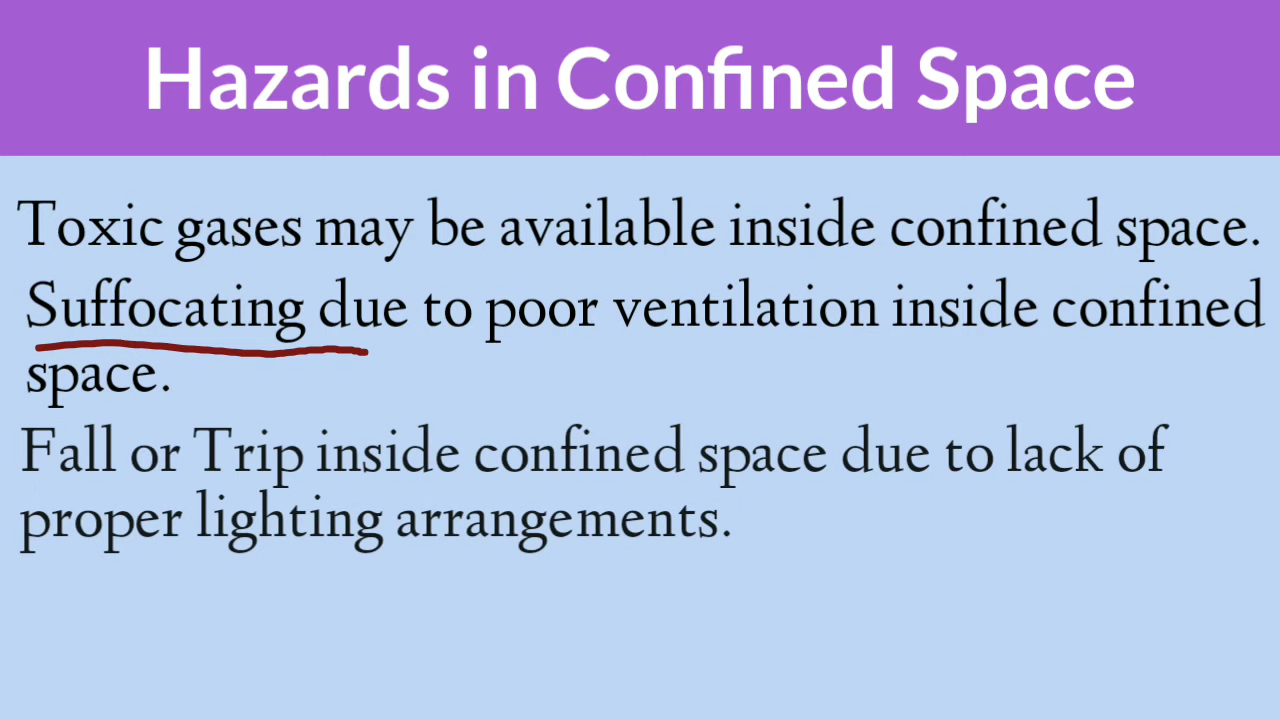 Hazards in Confined Space
Toxic gases may be available inside confined space.
Suffocating due to poor ventilation inside confined
space.
Fall or Trip inside confined space due to lack of
proper lighting arrangements.